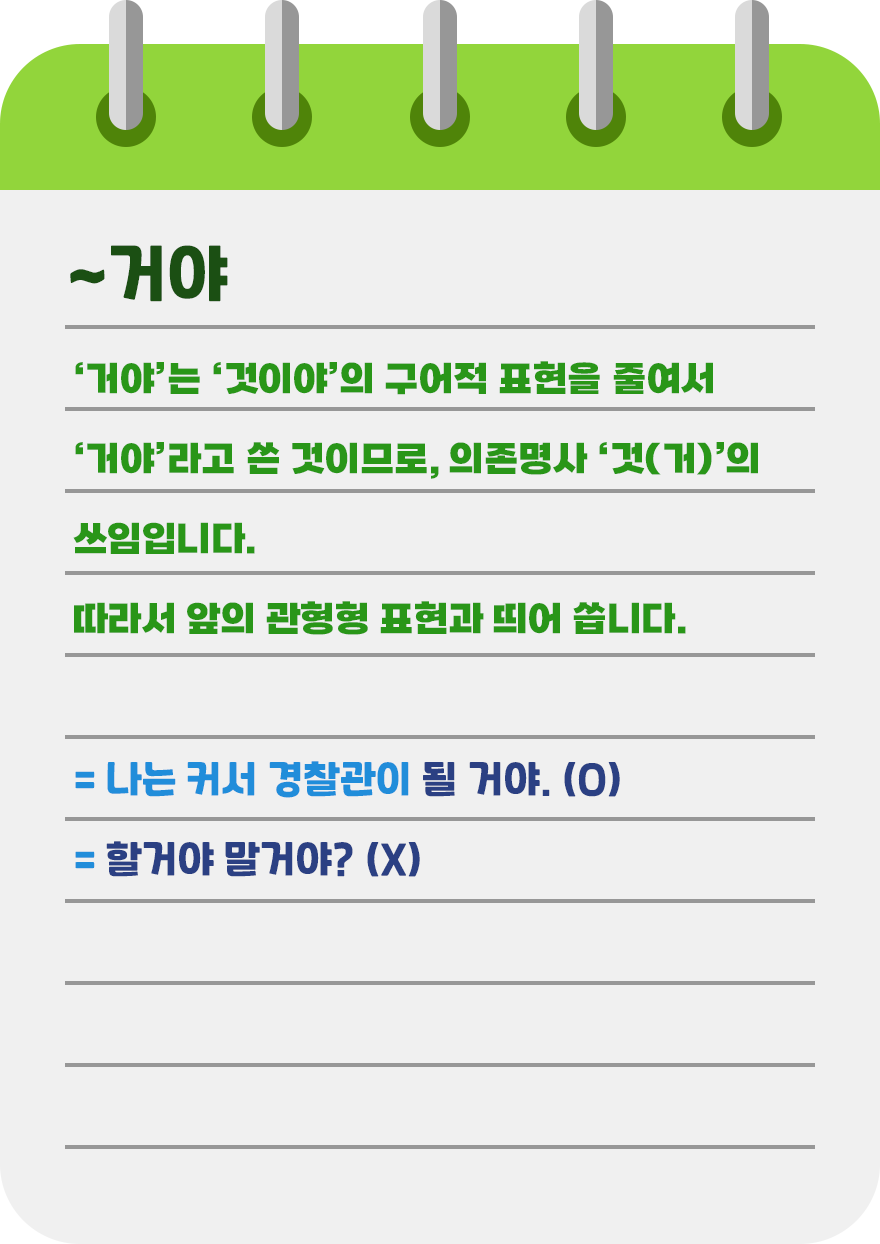 ~거야
‘거야’는 ‘것이야’의 구어적 표현을 줄여서
‘거야’라고 쓴 것이므로, 의존명사 ‘것(거)’의
쓰임입니다.
따라서 앞의 관형형 표현과 띄어 씁니다.
= 나는 커서 경찰관이 될 거야. (O)
= 할거야 말거야? (X)